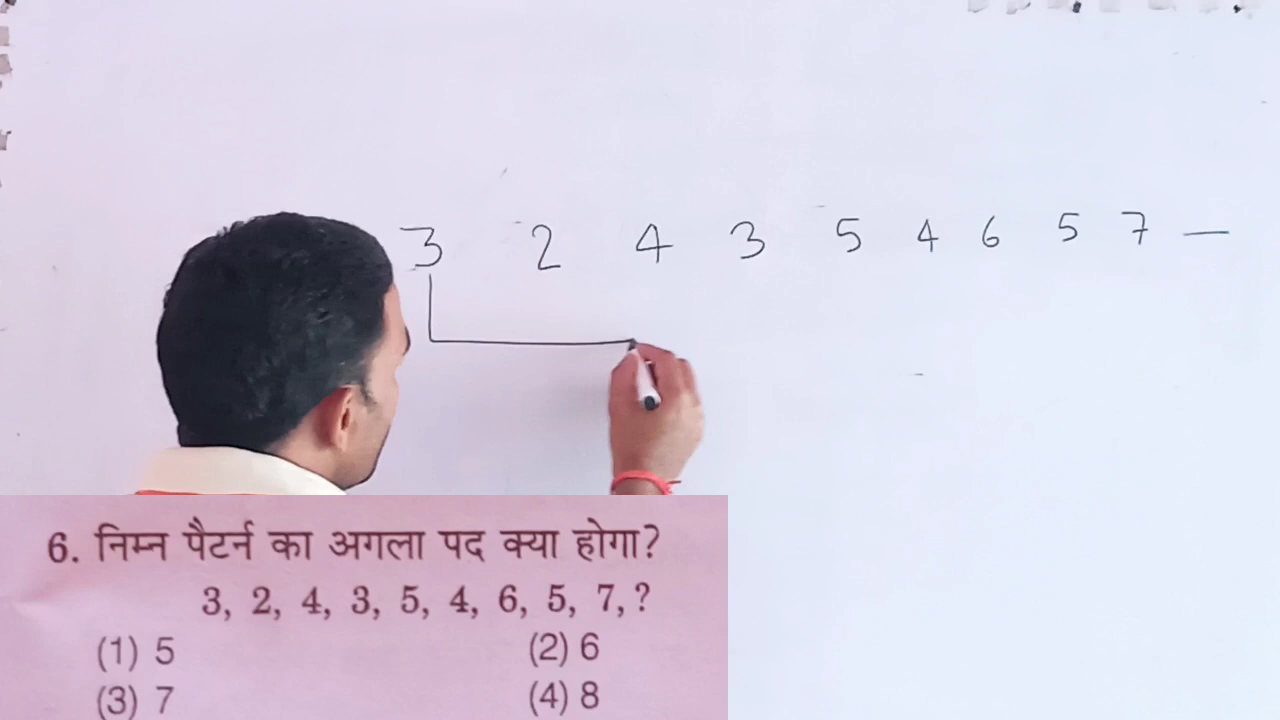 3 2 4 3 5 4 6 5 7 —
6. निम्न पैटर्न का अगला पद क्या होगा?
3, 2, 4, 3, 5, 4, 6, 5, 7, ?
(1) 5 (2) 6
(3) 7 (4) 8